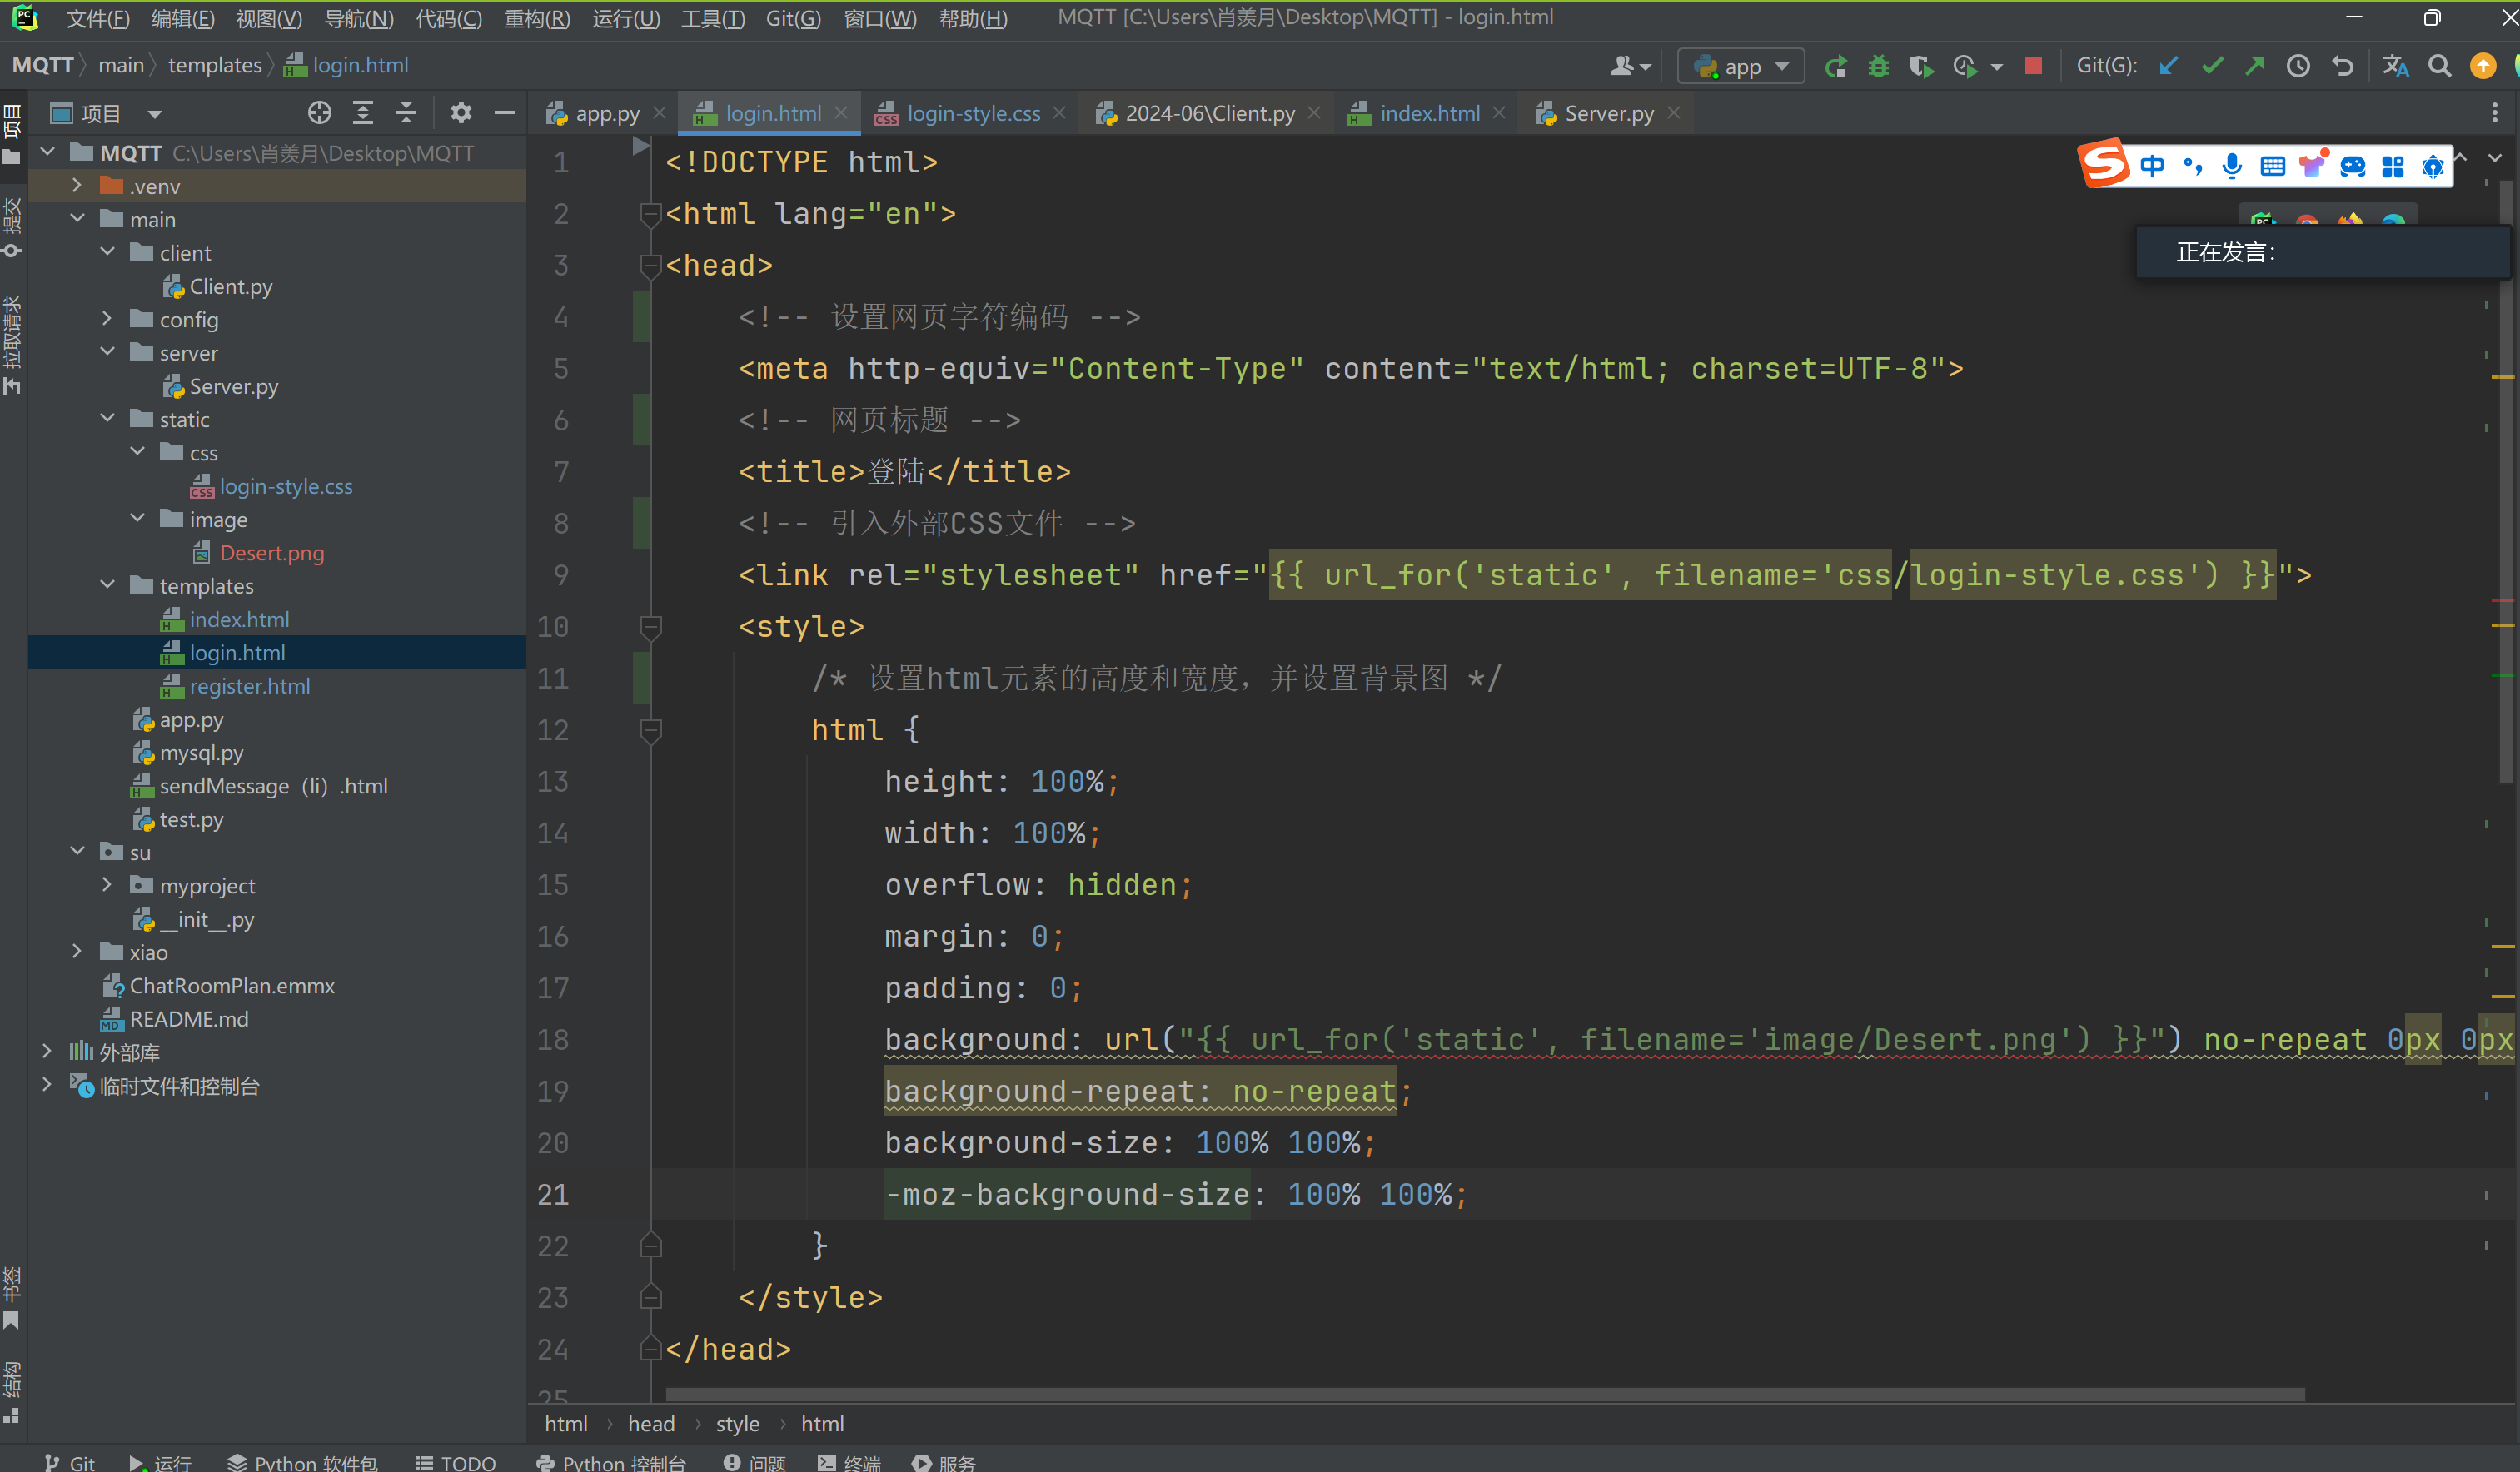 文件(F) 编辑(E) 视图(V) 导航(N) 代码(C) 重构(R) 运行(U) 工具(T) Git(G) 窗口(W) 帮助(H) MQTT [C:\Users\肖羡月\Desktop\MQTT] - login.html
MQTT main templates login.html app Git(G):
项目 app.py login.html login-style.css 2024-06\Client.py index.html Server.py
项目
提交
拉取请求
书签
结构
MQTT C:\Users\肖羡月\Desktop\MQTT
.venv
main
client
Client.py
config
server
Server.py
static
css
login-style.css
image
Desert.png
templates
index.html
login.html
register.html
app.py
mysql.py
sendMessage（li）.html
test.py
su
myproject
__init__.py
xiao
ChatRoomPlan.emmx
README.md
外部库
临时文件和控制台
中
正在发言:
1 <!DOCTYPE html>
2 <html lang="en">
3 <head>
4 <!-- 设置网页字符编码 -->
5 <meta http-equiv="Content-Type" content="text/html; charset=UTF-8">
6 <!-- 网页标题 -->
7 <title>登陆</title>
8 <!-- 引入外部CSS文件 -->
9 <link rel="stylesheet" href="{{ url_for('static', filename='css/login-style.css') }}">
10 <style>
11 /* 设置html元素的高度和宽度，并设置背景图 */
12 html {
13 height: 100%;
14 width: 100%;
15 overflow: hidden;
16 margin: 0;
17 padding: 0;
18 background: url("{{ url_for('static', filename='image/Desert.png') }}") no-repeat 0px 0px
19 background-repeat: no-repeat;
20 background-size: 100% 100%;
21 -moz-background-size: 100% 100%;
22 }
23 </style>
24 </head>
25
html head style html
Git 运行 Python 软件包 TODO Python 控制台 问题 终端 服务